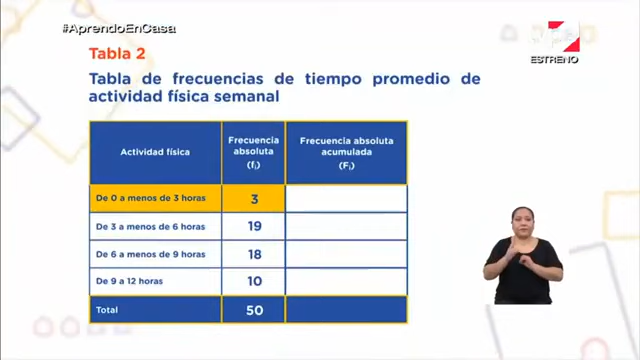 #AprendoEnCasa
ESTRENO
Tabla 2
Tabla de frecuencias de tiempo promedio de
actividad física semanal
Actividad física
Frecuencia
absoluta
(fᵢ)
Frecuencia absoluta
acumulada
(Fᵢ)
De 0 a menos de 3 horas 3
De 3 a menos de 6 horas 19
De 6 a menos de 9 horas 18
De 9 a 12 horas 10
Total 50